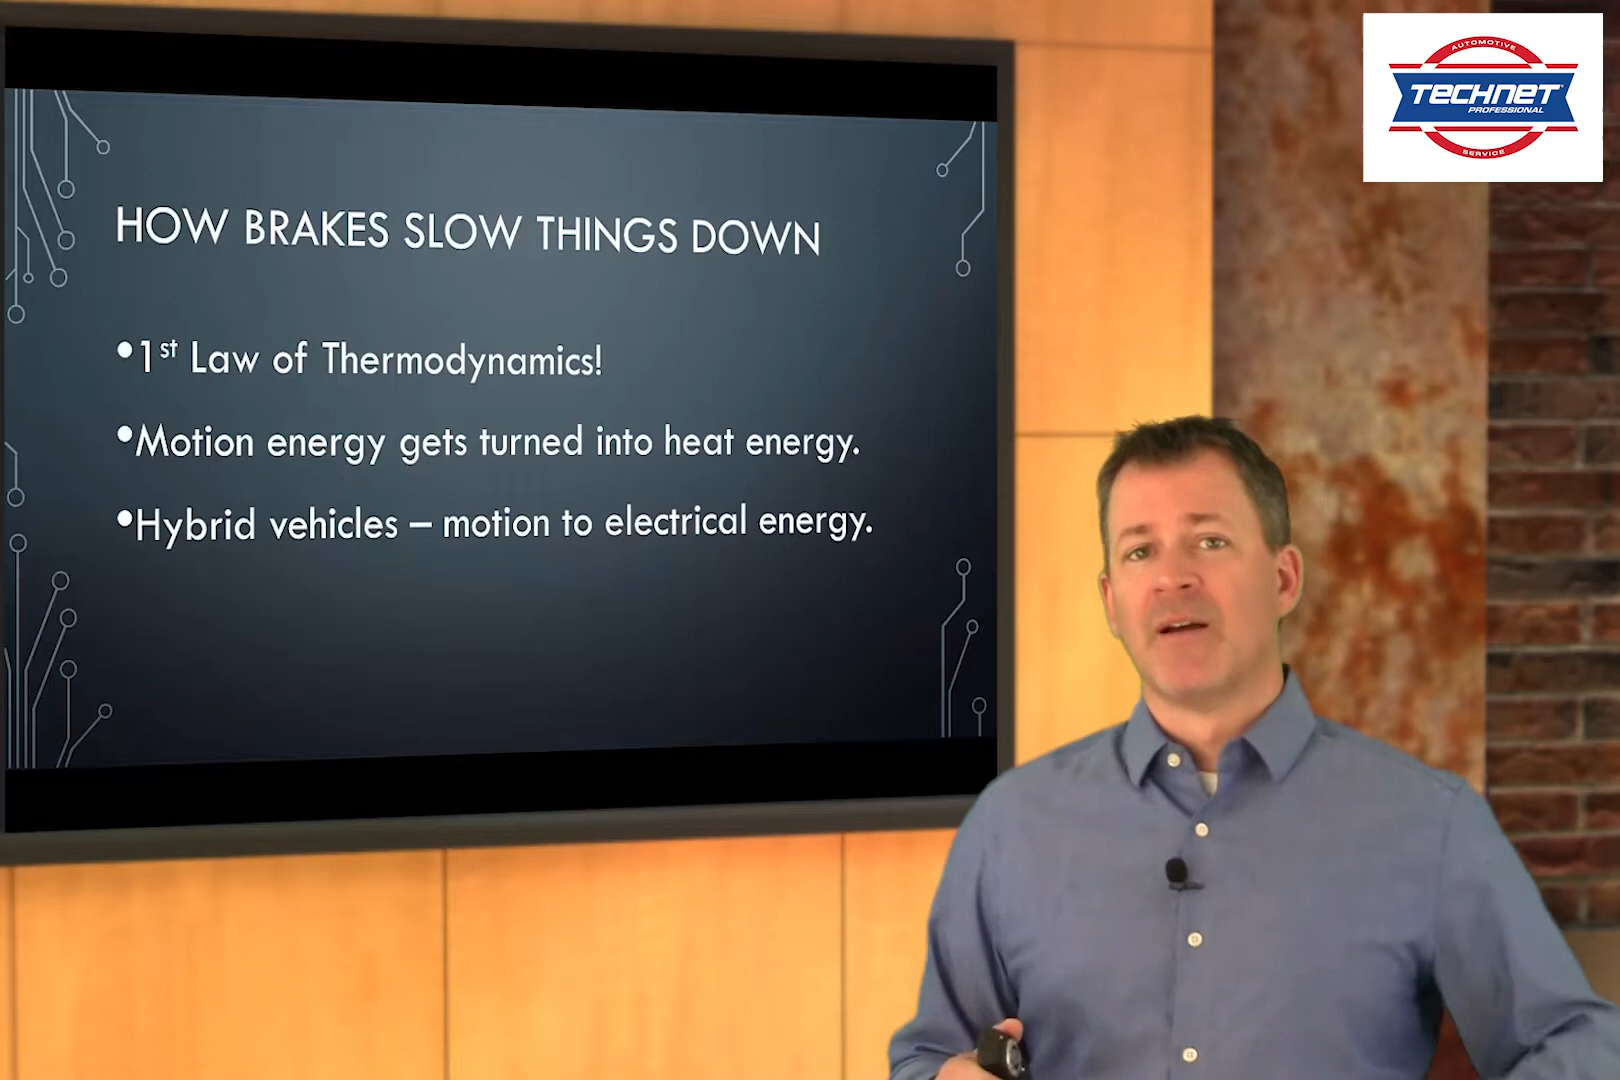 HOW BRAKES SLOW THINGS DOWN
•1st Law of Thermodynamics!
•Motion energy gets turned into heat energy.
•Hybrid vehicles – motion to electrical energy.
AUTOMOTIVE
TECHNET
PROFESSIONAL
SERVICE